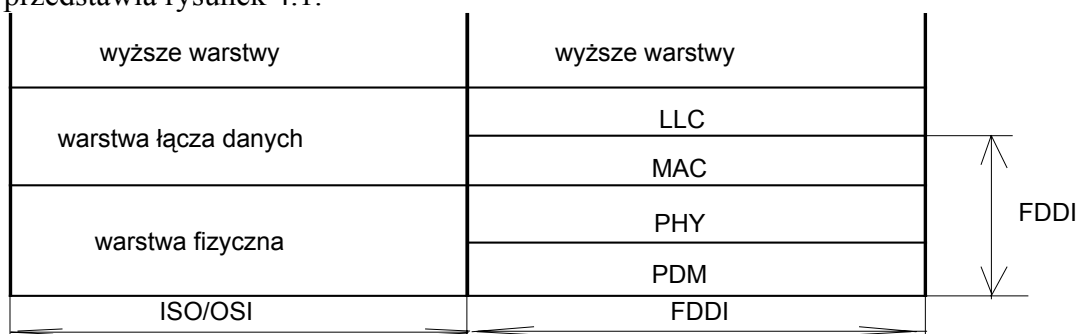 przedstawia rysunek 4.1.
wyższe warstwy wyższe warstwy
warstwa łącza danych
LLC
MAC
FDDI
warstwa fizyczna
PHY
PDM
ISO/OSI FDDI